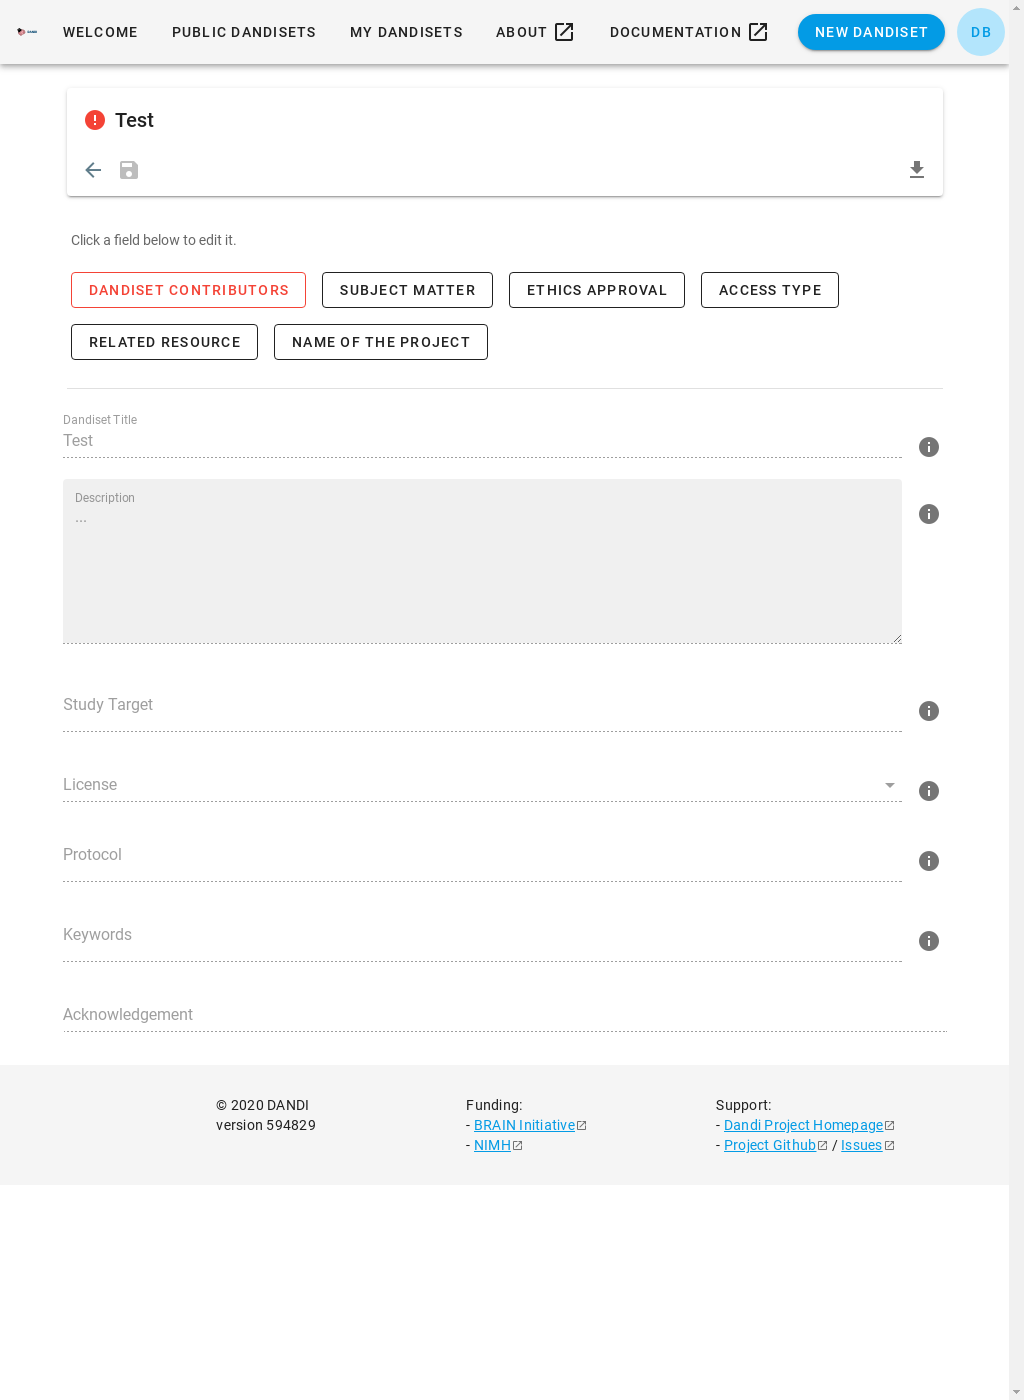 WELCOME PUBLIC DANDISETS MY DANDISETS ABOUT DOCUMENTATION NEW DANDISET DB
Test
Click a field below to edit it.
DANDISET CONTRIBUTORS SUBJECT MATTER ETHICS APPROVAL ACCESS TYPE
RELATED RESOURCE NAME OF THE PROJECT
Dandiset Title
Test
Description
...
Study Target
License
Protocol
Keywords
Acknowledgement
© 2020 DANDI Funding: Support:
version 594829 - BRAIN Initiative - Dandi Project Homepage
- NIMH - Project Github / Issues